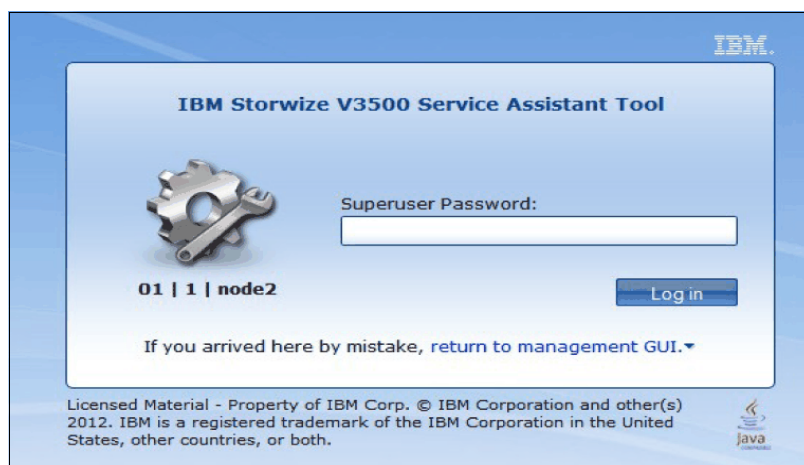 IBM.
IBM Storwize V3500 Service Assistant Tool
Superuser Password:
01 | 1 | node2
Log in
If you arrived here by mistake, return to management GUI.
Licensed Material - Property of IBM Corp. © IBM Corporation and other(s)
2012. IBM is a registered trademark of the IBM Corporation in the United
States, other countries, or both.
Java